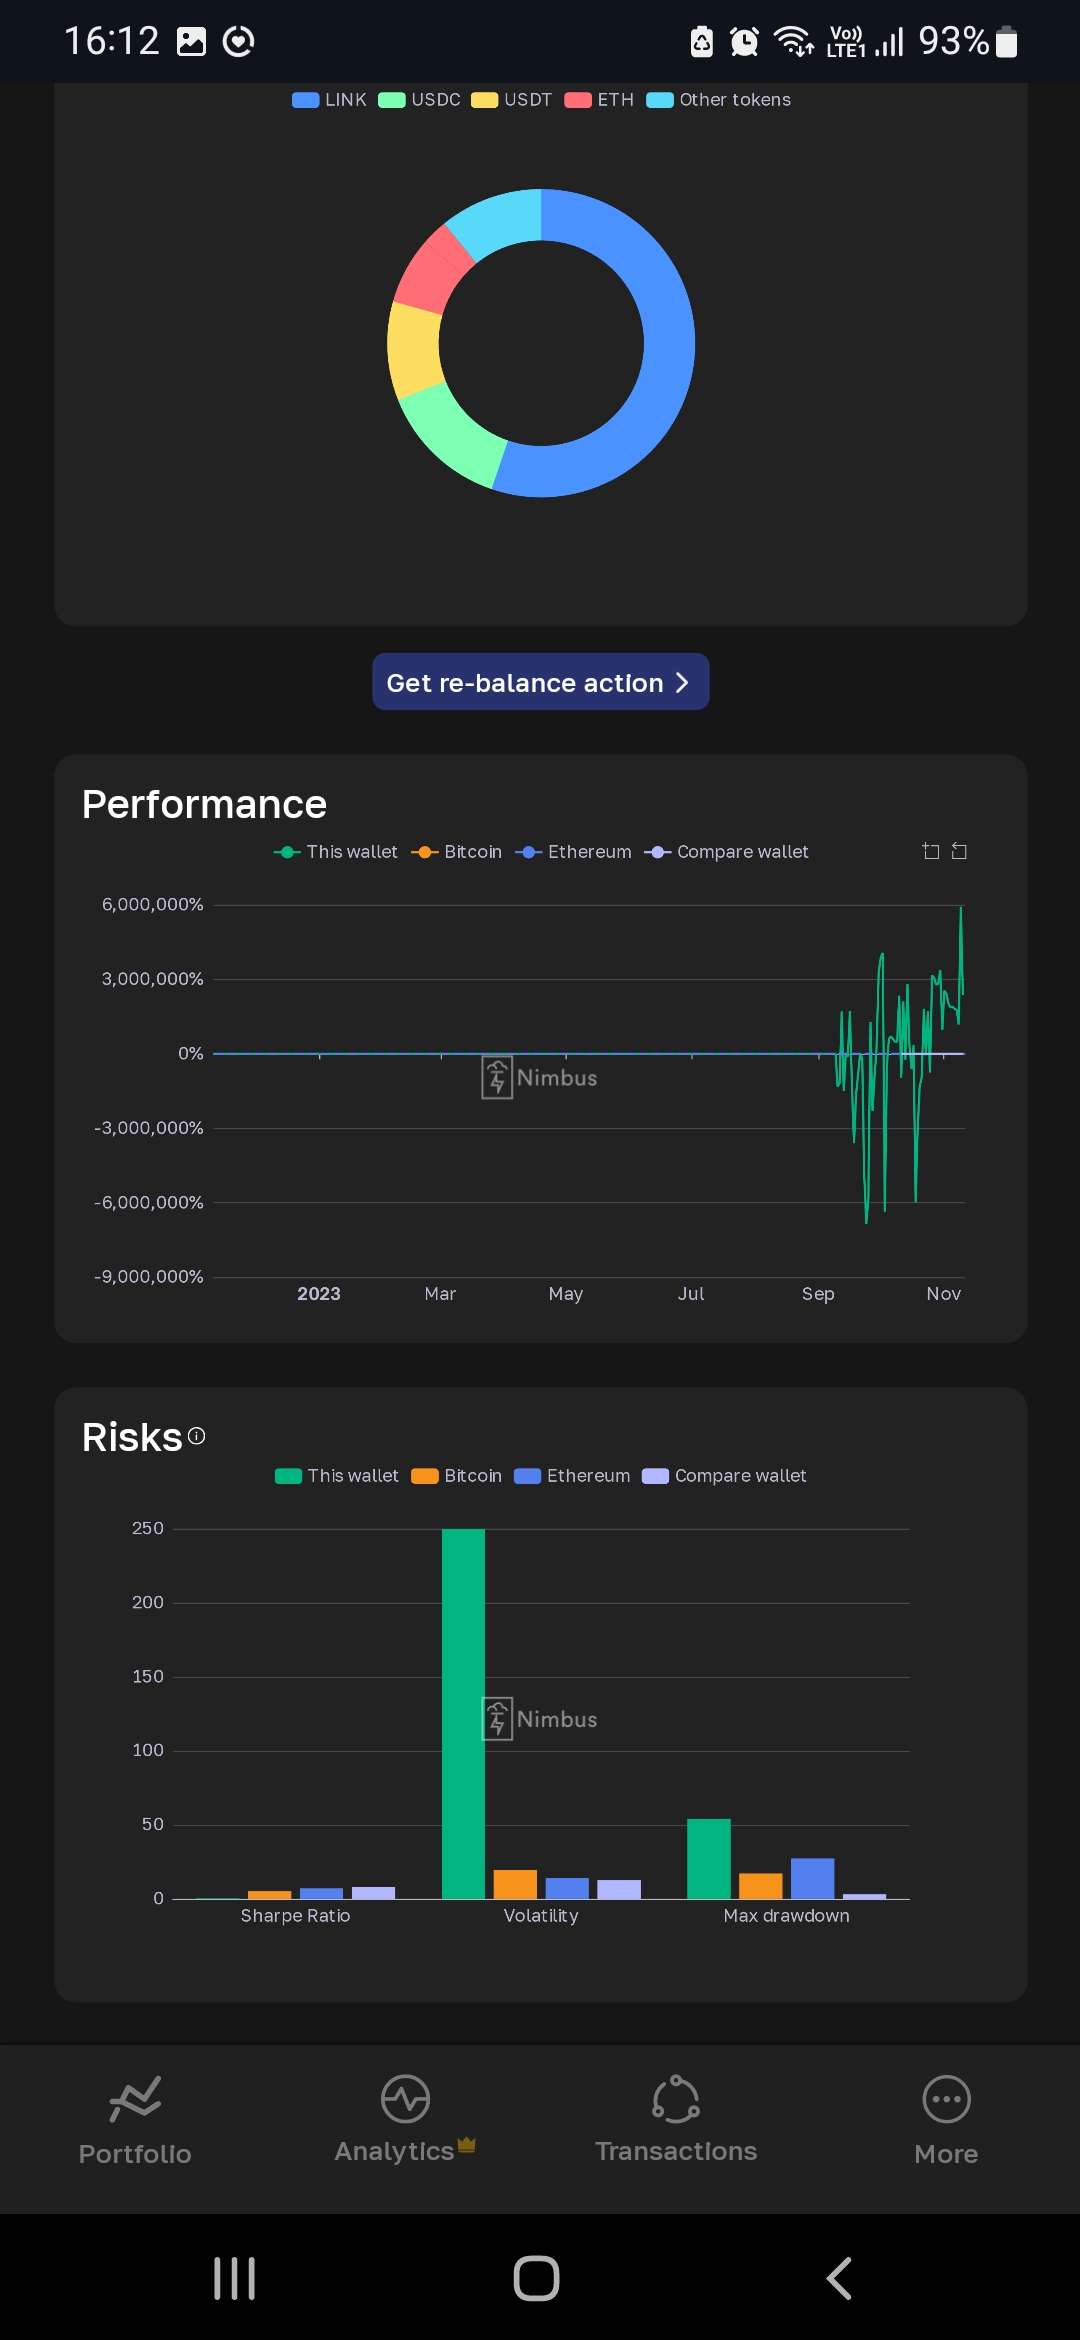 16:12 Vo)) LTE1 93%
LINK USDC USDT ETH Other tokens
Get re-balance action
Performance
This wallet Bitcoin Ethereum Compare wallet
6,000,000%
3,000,000%
0%
Nimbus
-3,000,000%
-6,000,000%
-9,000,000%
2023 Mar May Jul Sep Nov
Risks
This wallet Bitcoin Ethereum Compare wallet
250
200
150
Nimbus
100
50
0
Sharpe Ratio Volatility Max drawdown
Portfolio Analytics Transactions More